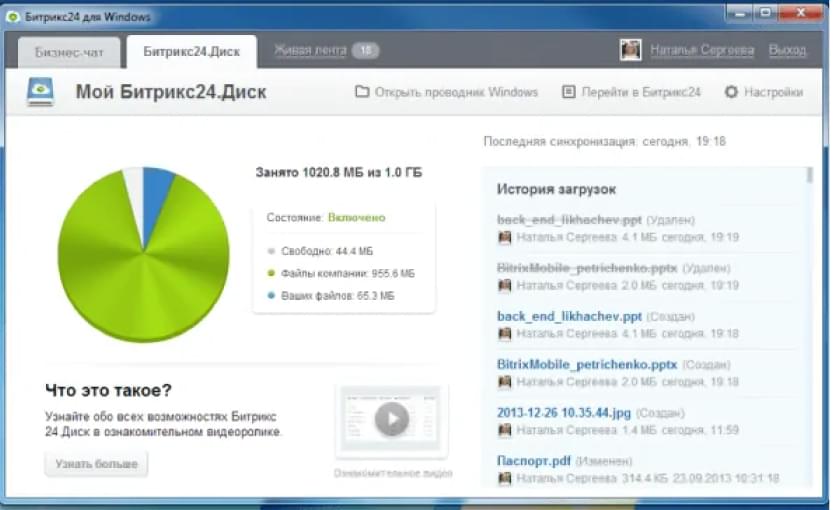 Битрикс24 для Windows
Бизнес-чат
Битрикс24.Диск
Живая лента 18
Наталья Сергеева
Выход
Мой Битрикс24.Диск
Открыть проводник Windows
Перейти в Битрикс24
Настройки
Последняя синхронизация: сегодня, 19:18
Занято 1020.8 МБ из 1.0 ГБ
Состояние: Включено
Свободно: 44.4 МБ
Файлы компании: 955.6 МБ
Ваших файлов: 65.3 МБ
Что это такое?
Узнайте обо всех возможностях Битрикс
24.Диск в ознакомительном видеоролике.
Узнать больше
Ознакомительное видео
История загрузок
back_end_likhachev.ppt (Удален)
Наталья Сергеева 4.1 МБ сегодня, 19:19
BitrixMobile_petrichenko.pptx (Удален)
Наталья Сергеева 2.0 МБ сегодня, 19:19
back_end_likhachev.ppt (Создан)
Наталья Сергеева 4.1 МБ сегодня, 19:18
BitrixMobile_petrichenko.pptx (Создан)
Наталья Сергеева 2.0 МБ сегодня, 19:18
2013-12-26 10.35.44.jpg (Создан)
Наталья Сергеева 1.4 МБ сегодня, 11:59
Паспорт.pdf (Изменен)
Наталья Сергеева 314.4 КБ 23.09.2013 10:31:18